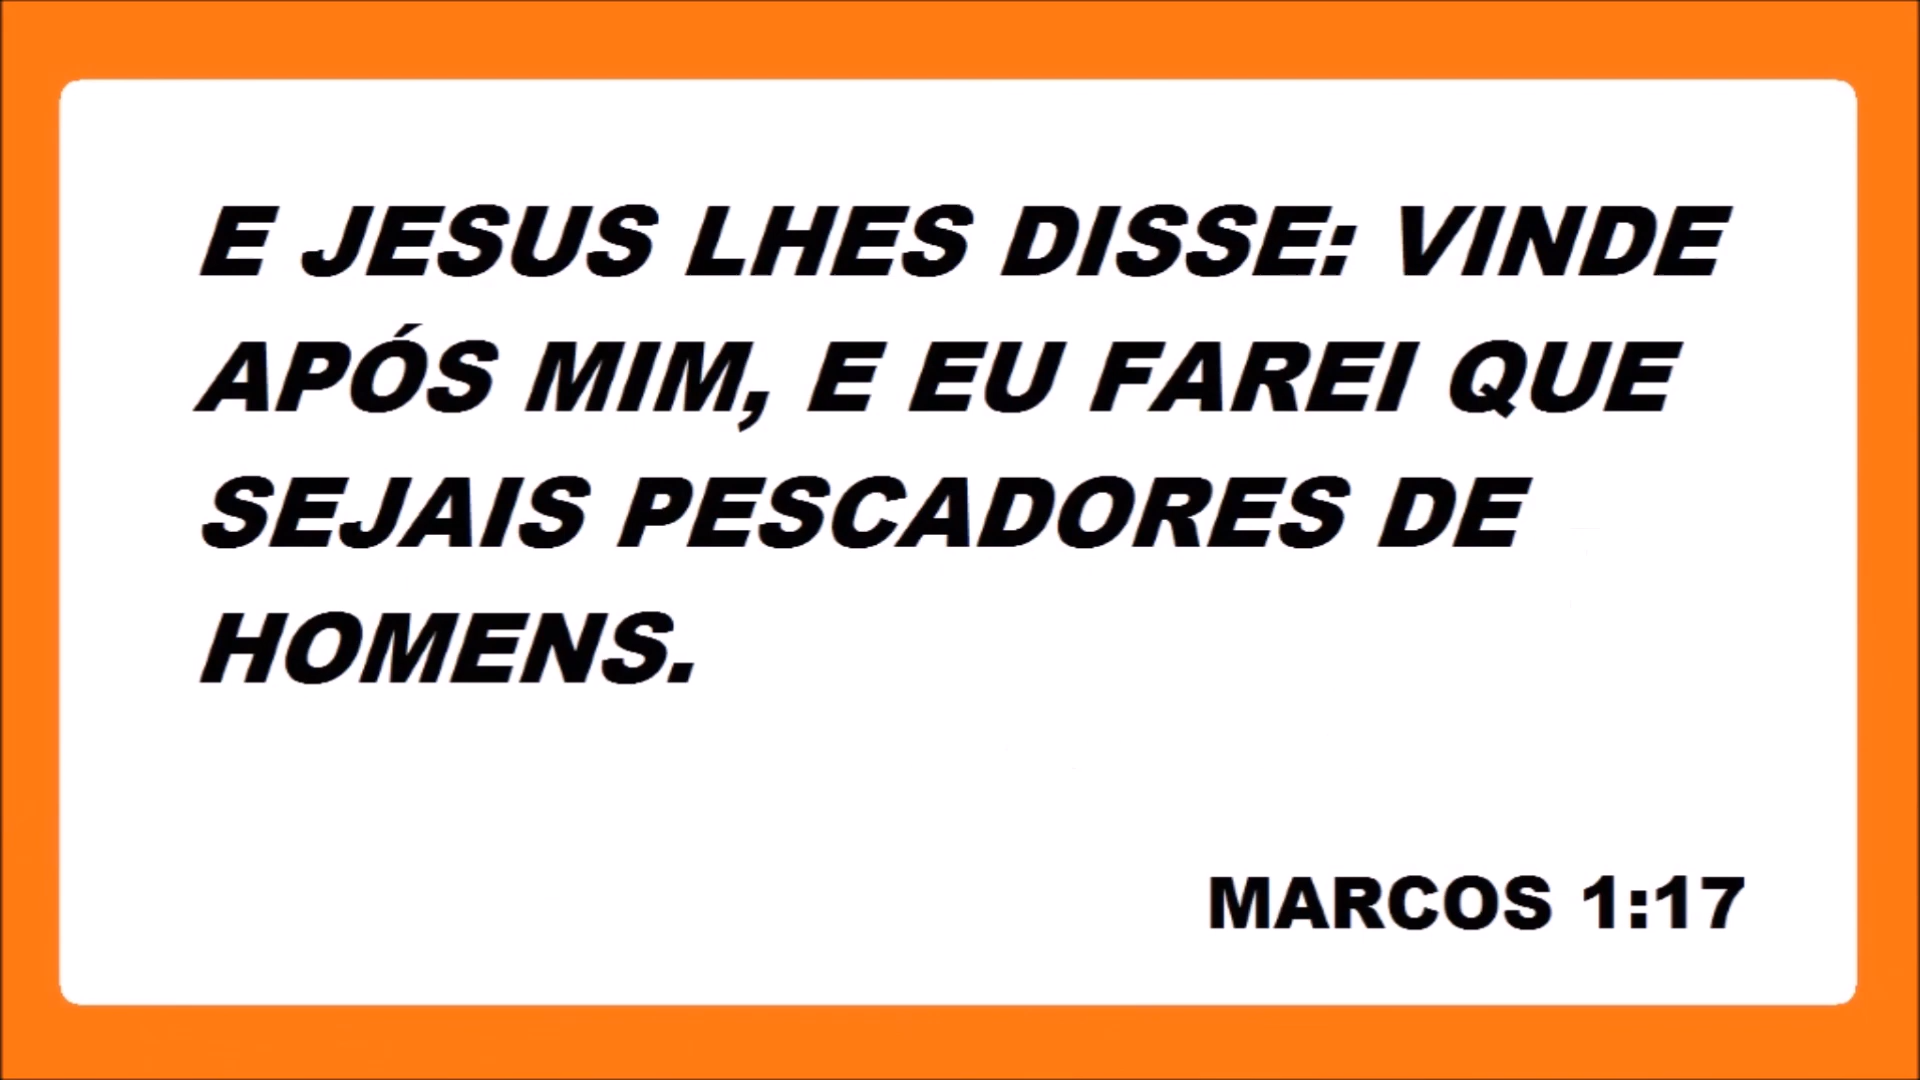 E JESUS LHES DISSE: VINDE
APÓS MIM, E EU FAREI QUE
SEJAIS PESCADORES DE
HOMENS.
MARCOS 1:17